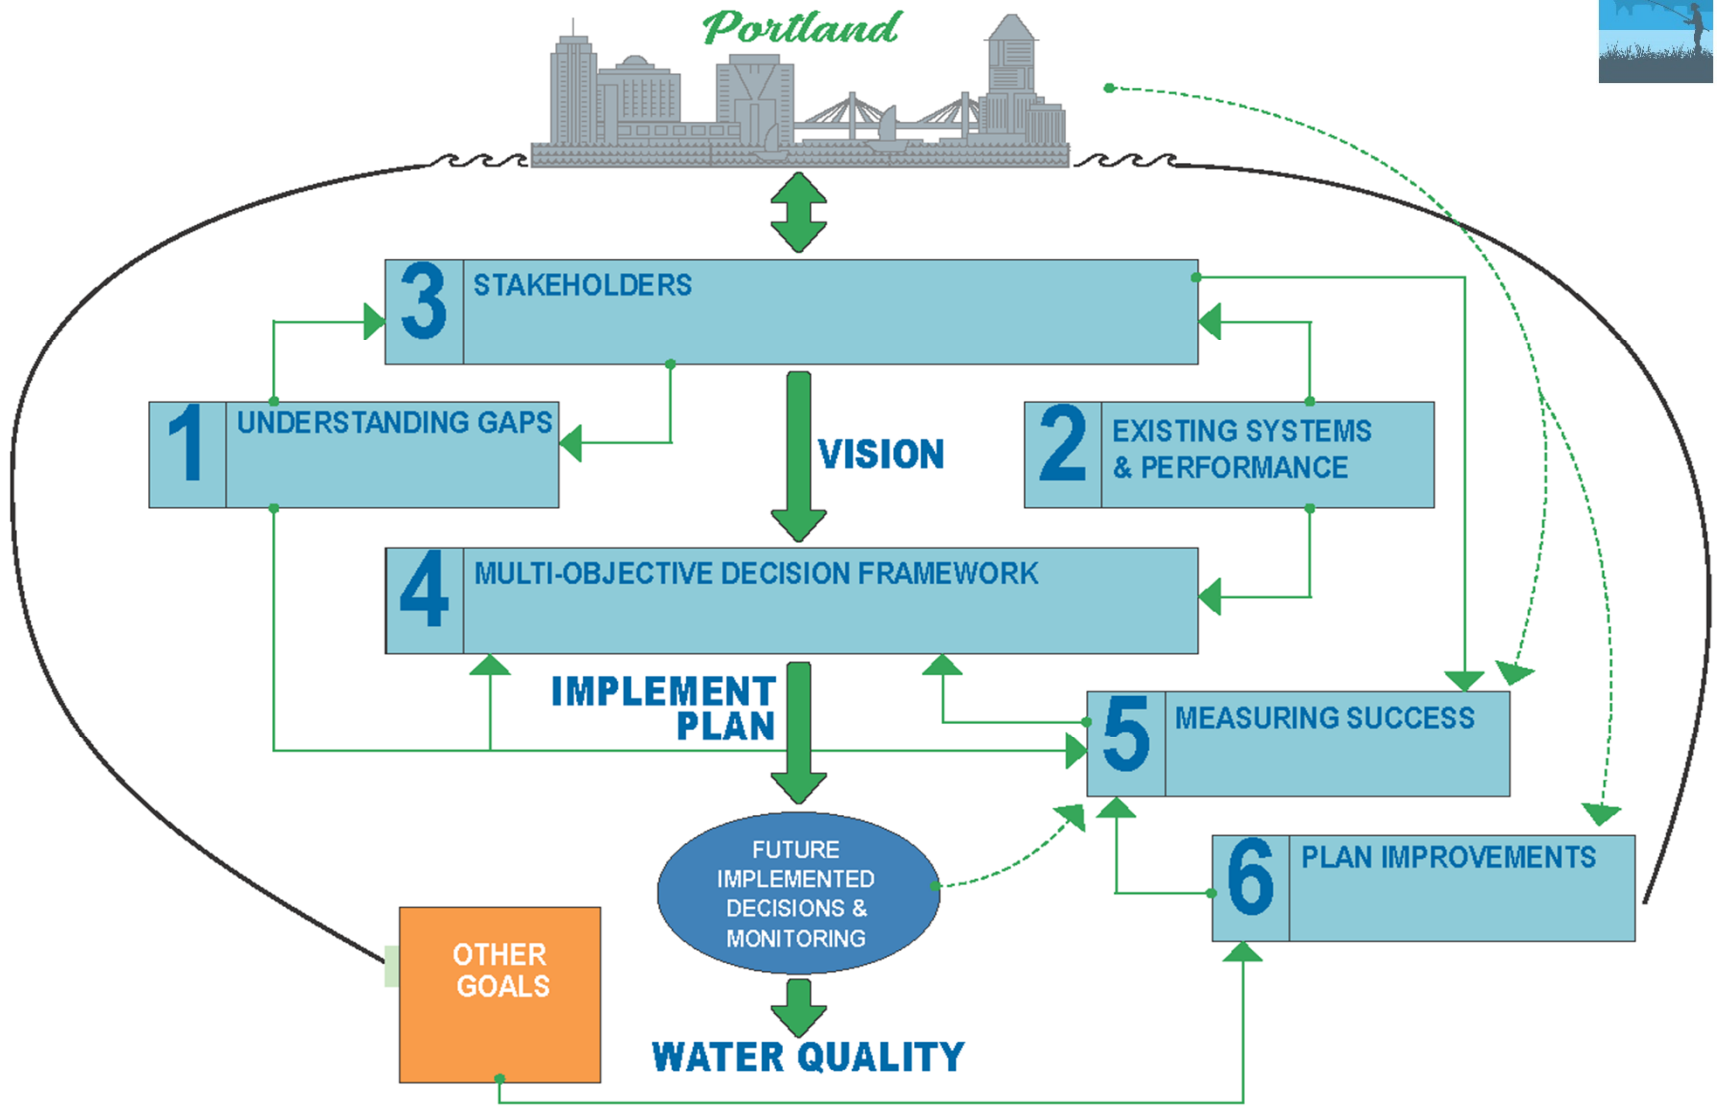 Portland
3
STAKEHOLDERS
1
UNDERSTANDING GAPS
VISION
2
EXISTING SYSTEMS
& PERFORMANCE
4
MULTI-OBJECTIVE DECISION FRAMEWORK
IMPLEMENT
PLAN
5
MEASURING SUCCESS
6
PLAN IMPROVEMENTS
FUTURE
IMPLEMENTED
DECISIONS &
MONITORING
OTHER
GOALS
WATER QUALITY